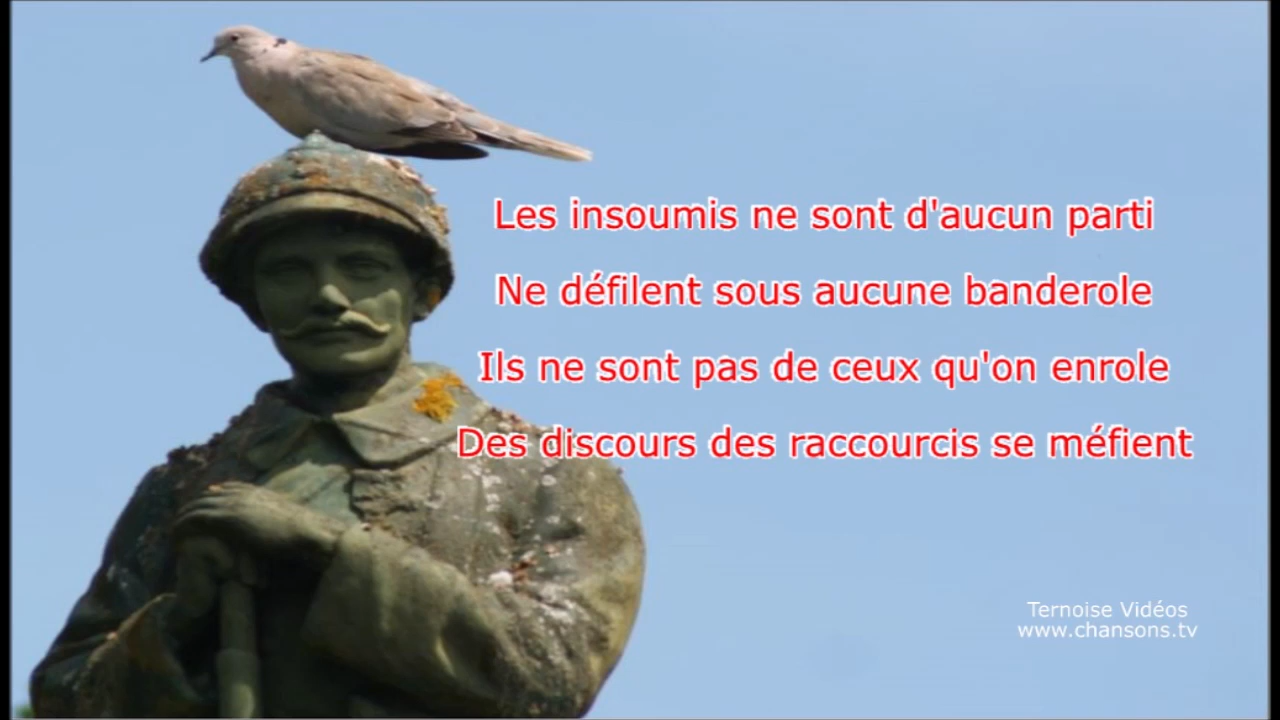 Les insoumis ne sont d'aucun parti
Ne défilent sous aucune banderole
Ils ne sont pas de ceux qu'on enrole
Des discours des raccourcis se méfient
Ternoise Vidéos
www.chansons.tv